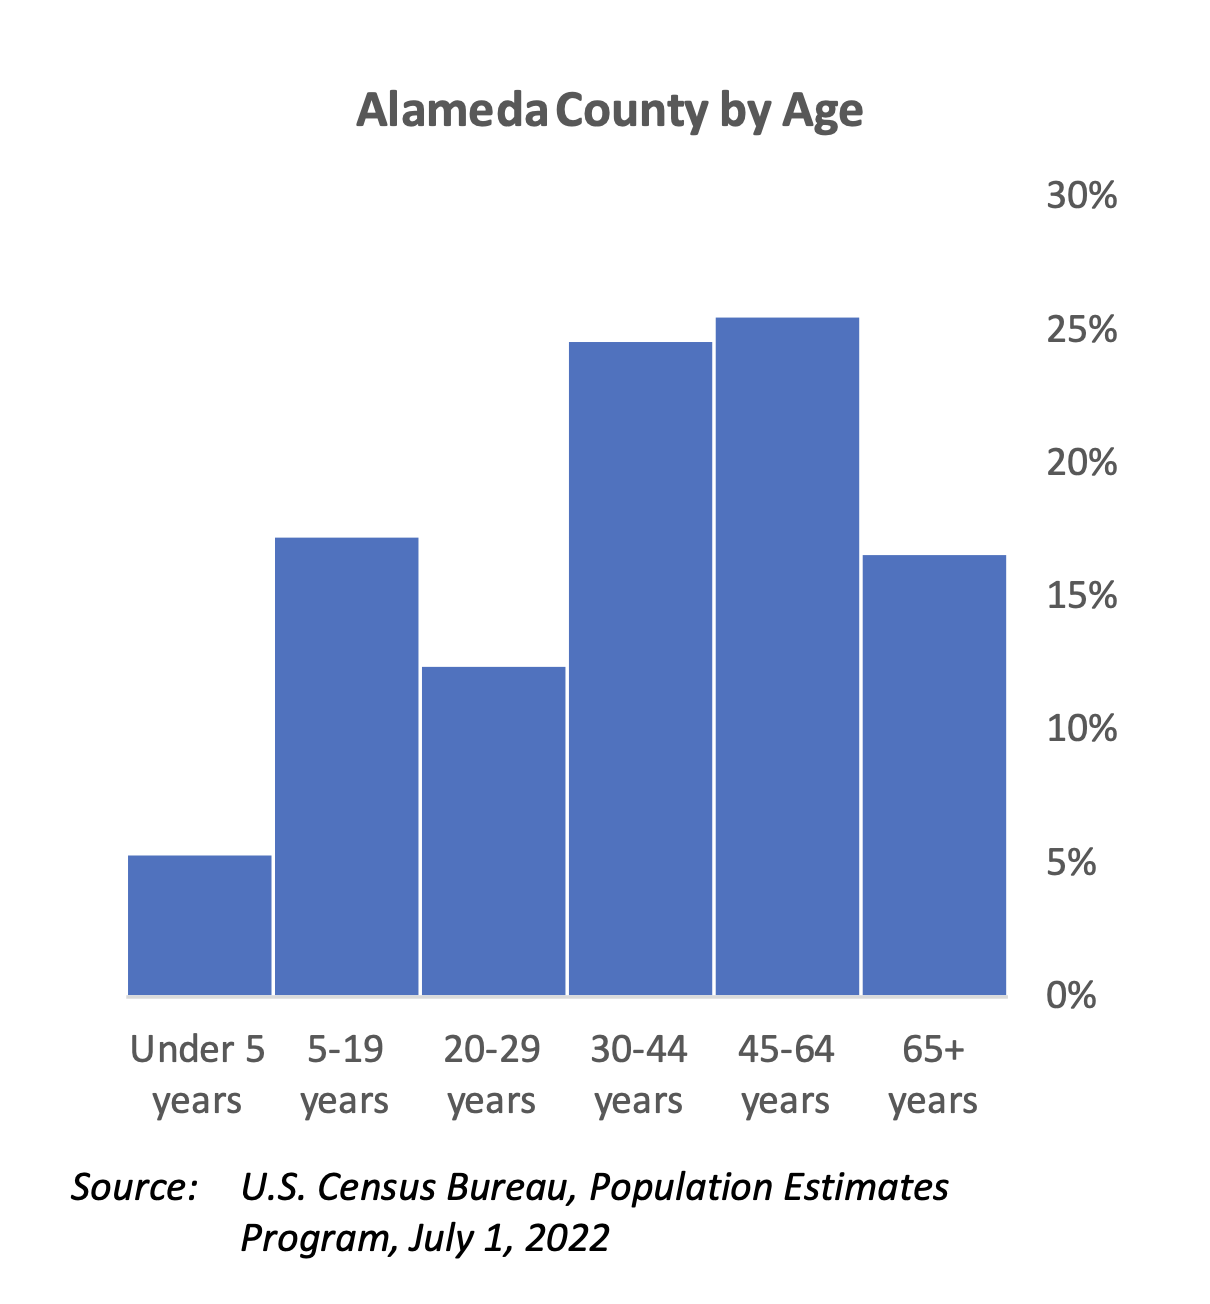 Alameda County by Age
30%
25%
20%
15%
10%
5%
0%
Under 5 years
5-19 years
20-29 years
30-44 years
45-64 years
65+ years
Source: U.S. Census Bureau, Population Estimates
Program, July 1, 2022